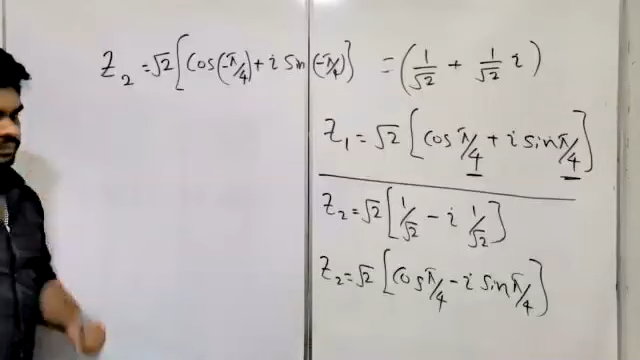 Z₂ = √2 [cos(-π/4) + i sin(-π/4)]
= (1/√2 + 1/√2 i)
Z₁ = √2 [cos π/4 + i sin π/4]
Z₂ = √2 [1/√2 - i 1/√2]
Z₂ = √2 [cos π/4 - i sin π/4]